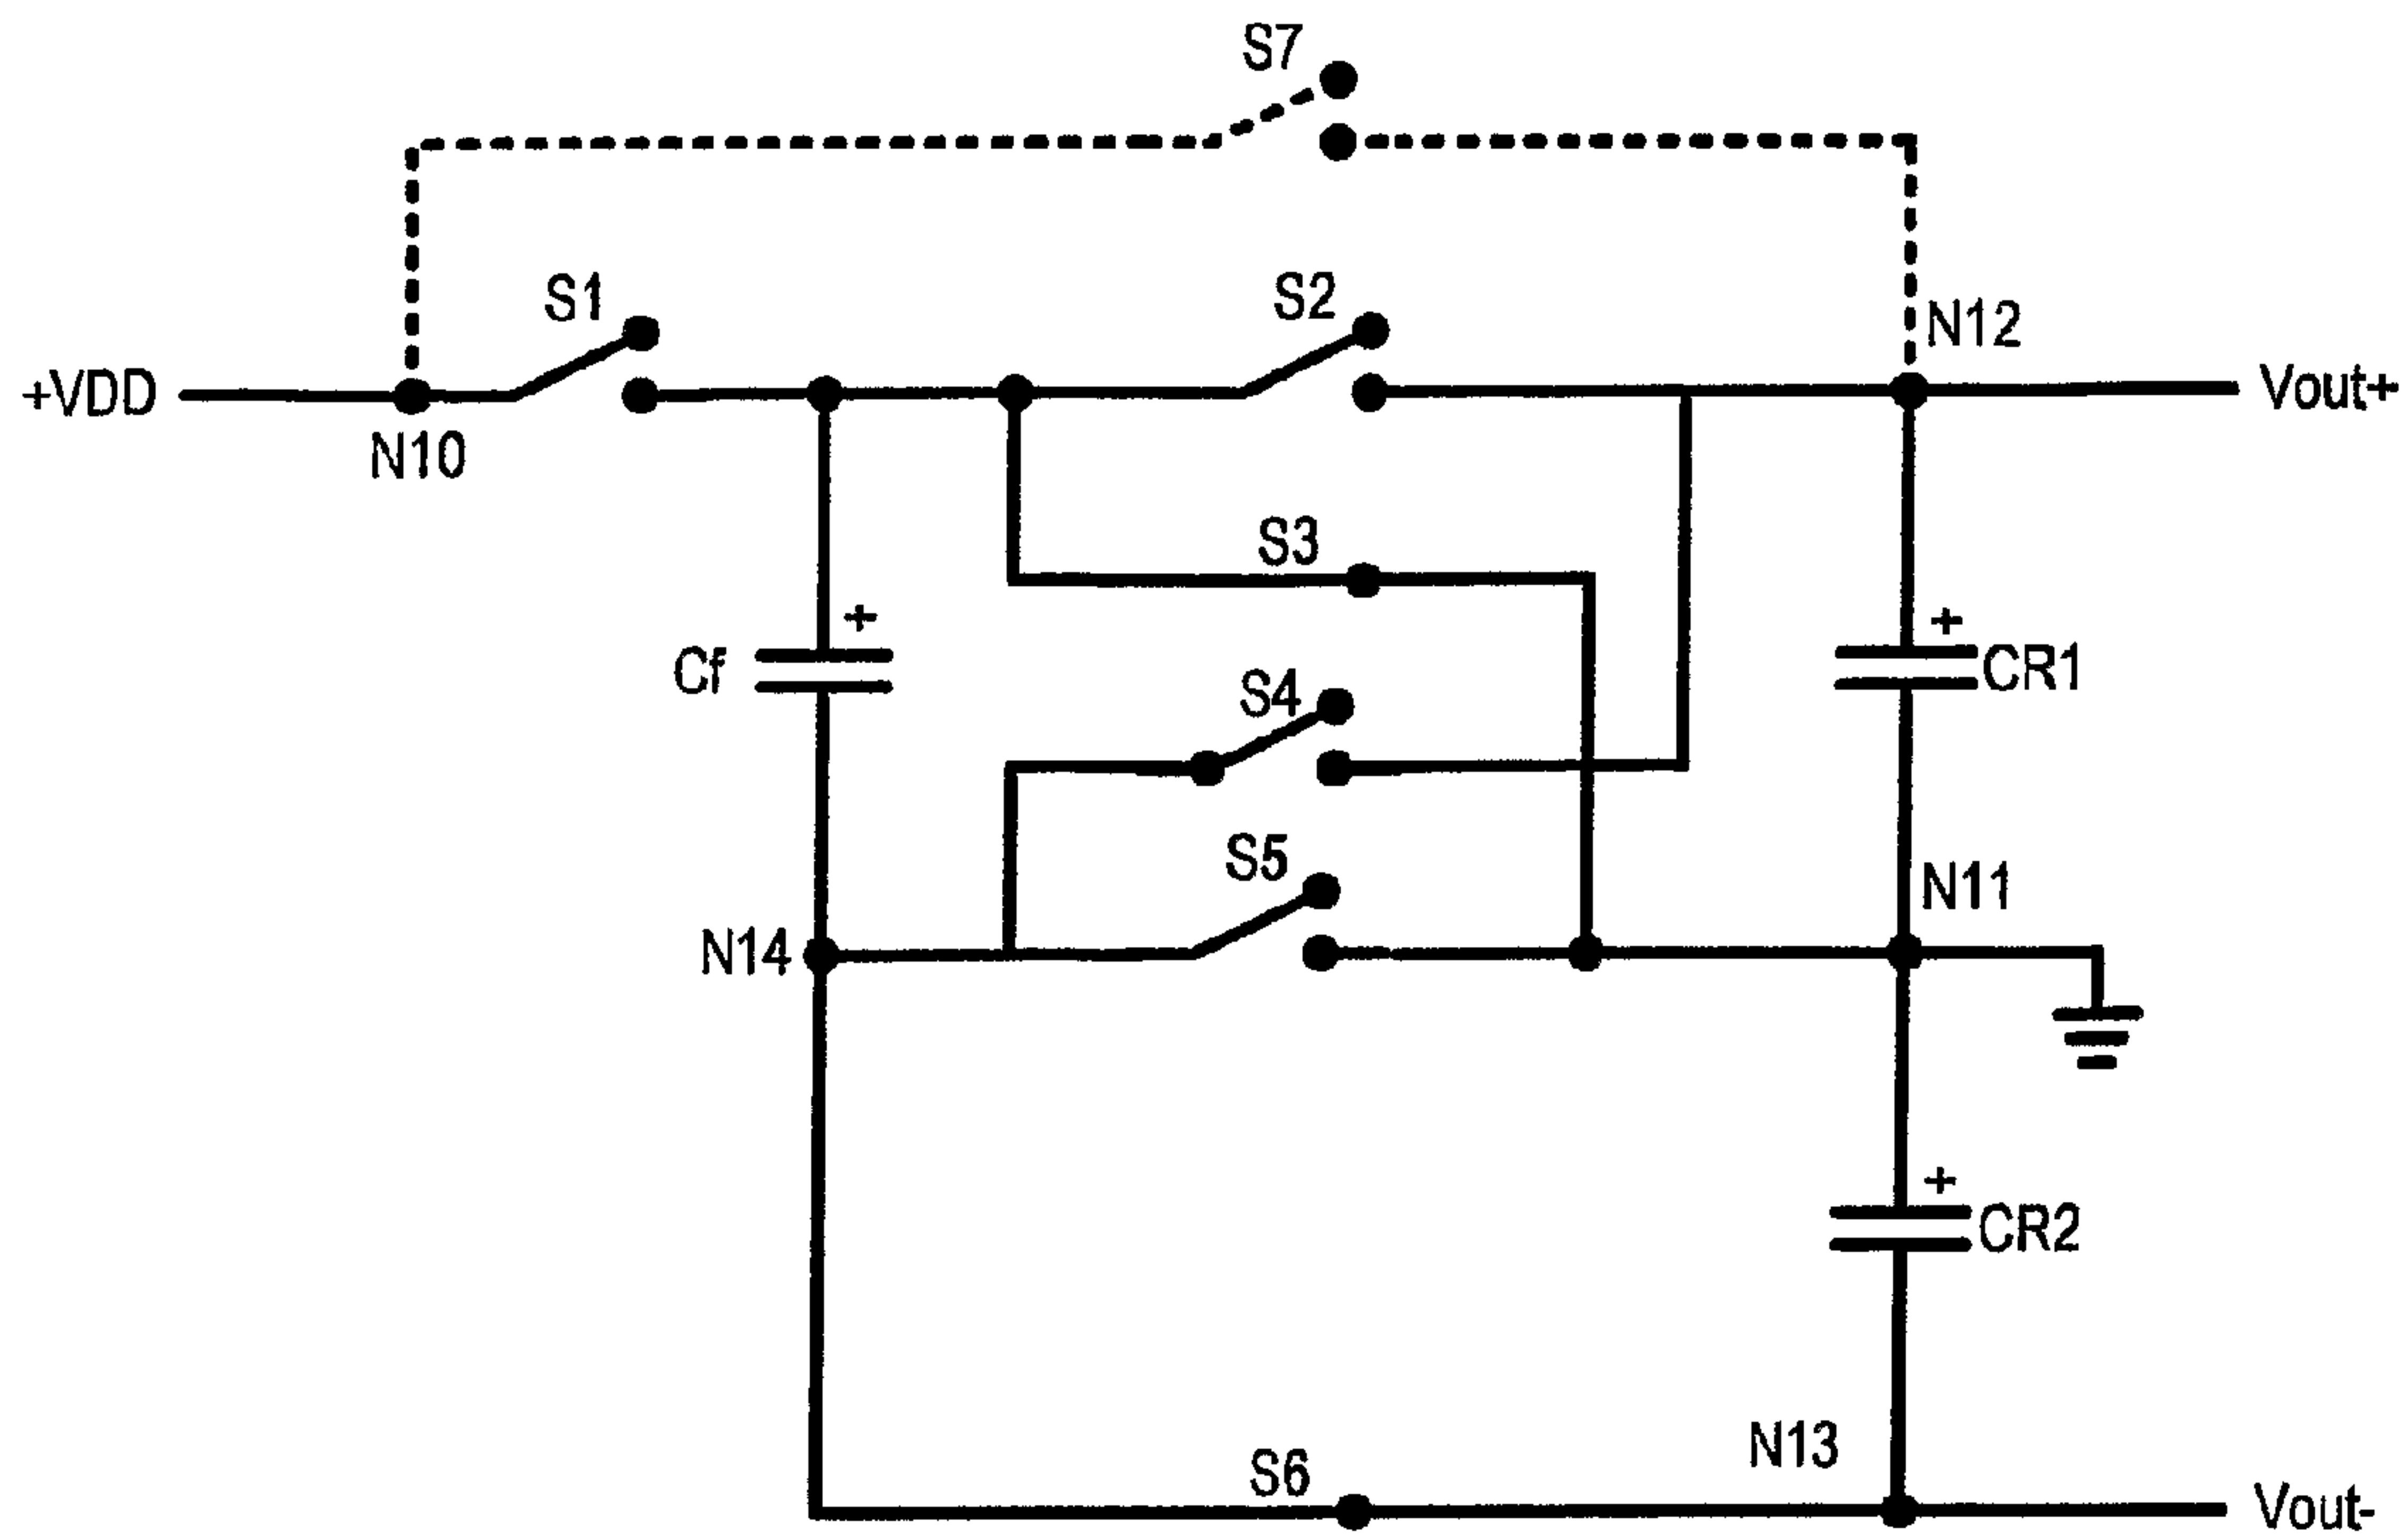 S7
S1
S2
N12
+VDD
Vout+
N10
S3
+
+
Cf
CR1
S4
S5
N11
N14
+
CR2
N13
S6
Vout-